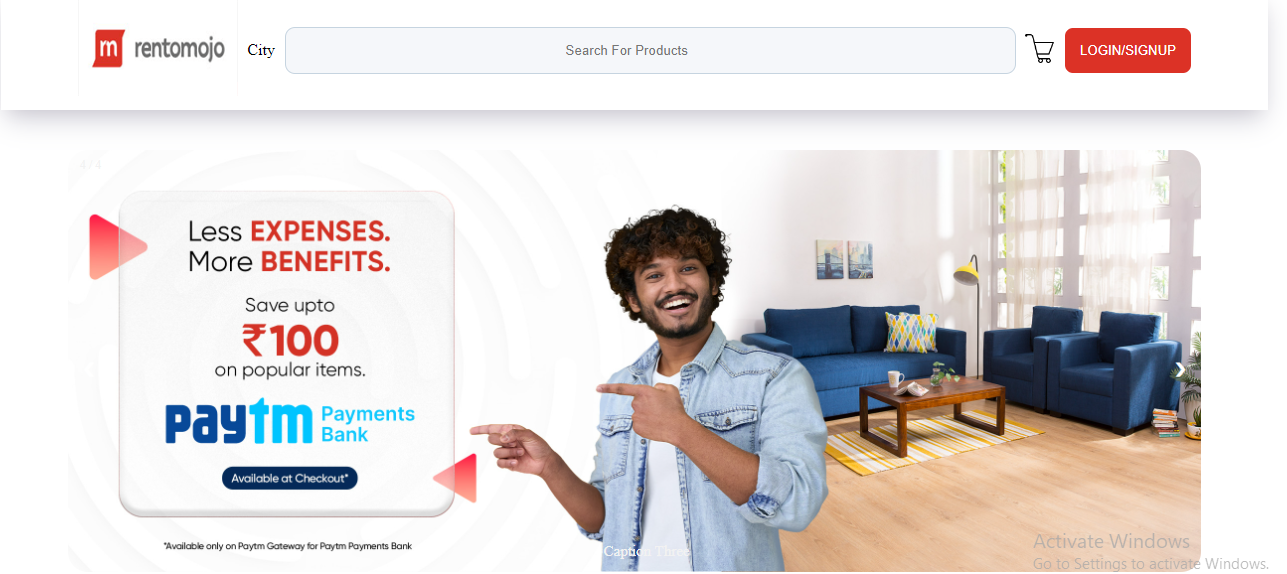 m rentomojo
City
Search For Products
LOGIN/SIGNUP
4 / 4
Less EXPENSES.
More BENEFITS.
Save upto
₹100
on popular items.
paytm Payments
Bank
Available at Checkout*
*Available only on Paytm Gateway for Paytm Payments Bank
Caption Three
Activate Windows
Go to Settings to activate Windows.